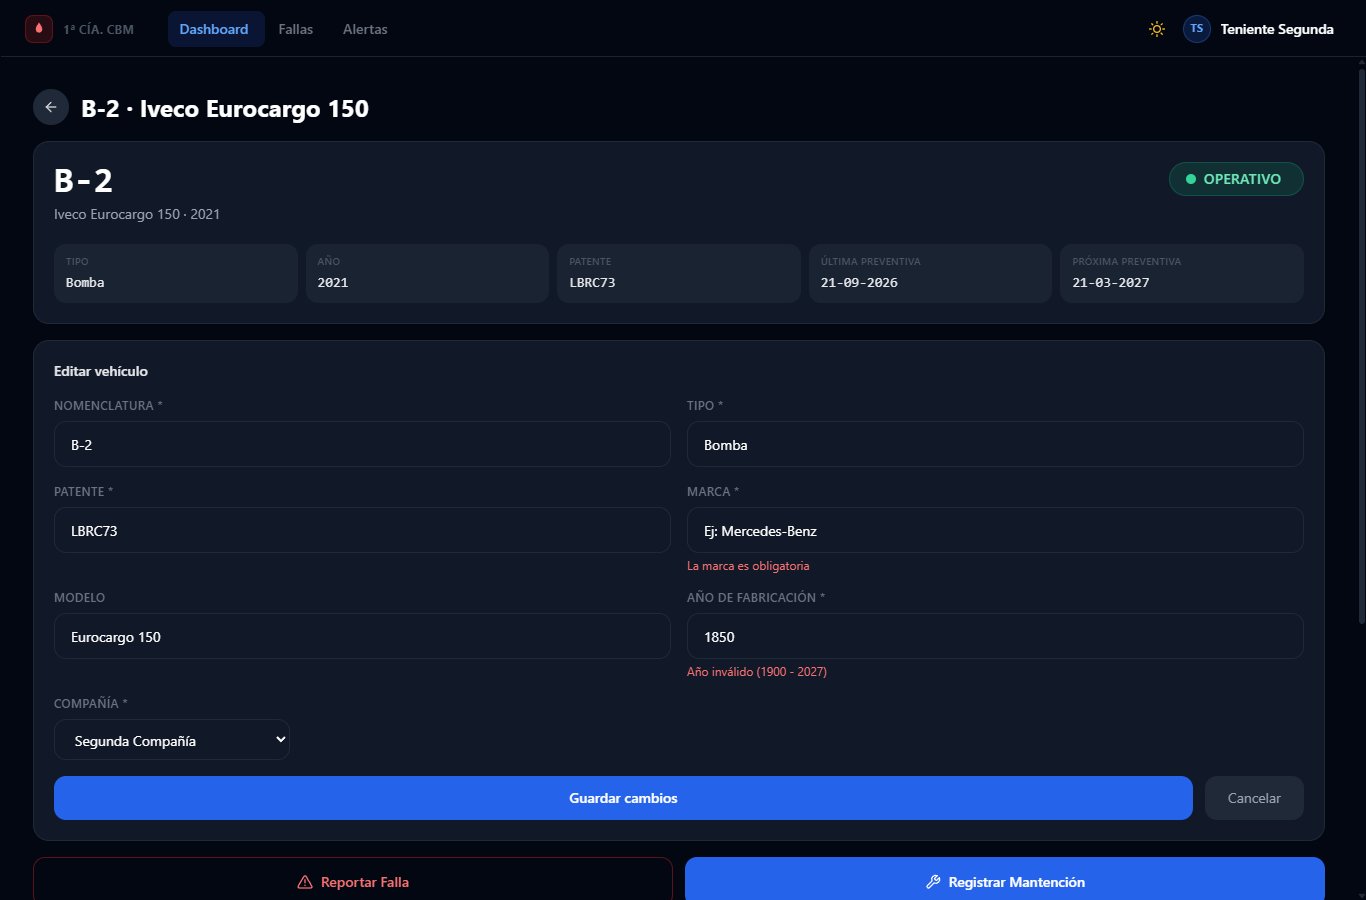 1ª CÍA. CBM
Dashboard
Fallas
Alertas
TS
Teniente Segunda
B-2 · Iveco Eurocargo 150
B-2
OPERATIVO
Iveco Eurocargo 150 · 2021
TIPO
Bomba
AÑO
2021
PATENTE
LBRC73
ÚLTIMA PREVENTIVA
21-09-2026
PRÓXIMA PREVENTIVA
21-03-2027
Editar vehículo
NOMENCLATURA *
B-2
TIPO *
Bomba
PATENTE *
LBRC73
MARCA *
Ej: Mercedes-Benz
La marca es obligatoria
MODELO
Eurocargo 150
AÑO DE FABRICACIÓN *
1850
Año inválido (1900 - 2027)
COMPAÑÍA *
Segunda Compañía
Guardar cambios
Cancelar
Reportar Falla
Registrar Mantención